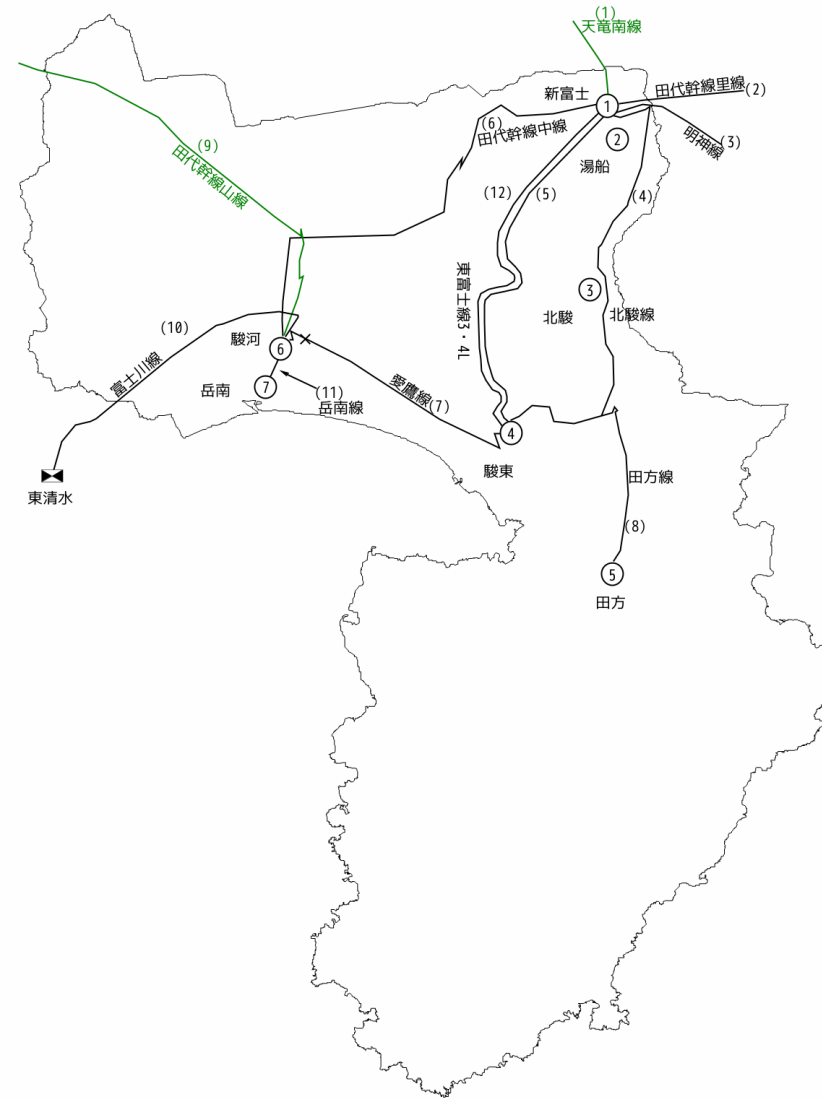 (1)
天竜南線
新富士
①
田代幹線里線
(2)
(6)
田代幹線中線
②
明神線
(3)
湯船
(9)
田代幹線山線
(12)
(5)
(4)
東富士線3・4L
③
北駿
北駿線
(10)
駿河
⑥
富士川線
岳南
⑦
(11)
岳南線
愛鷹線(7)
④
駿東
東清水
田方線
(8)
⑤
田方